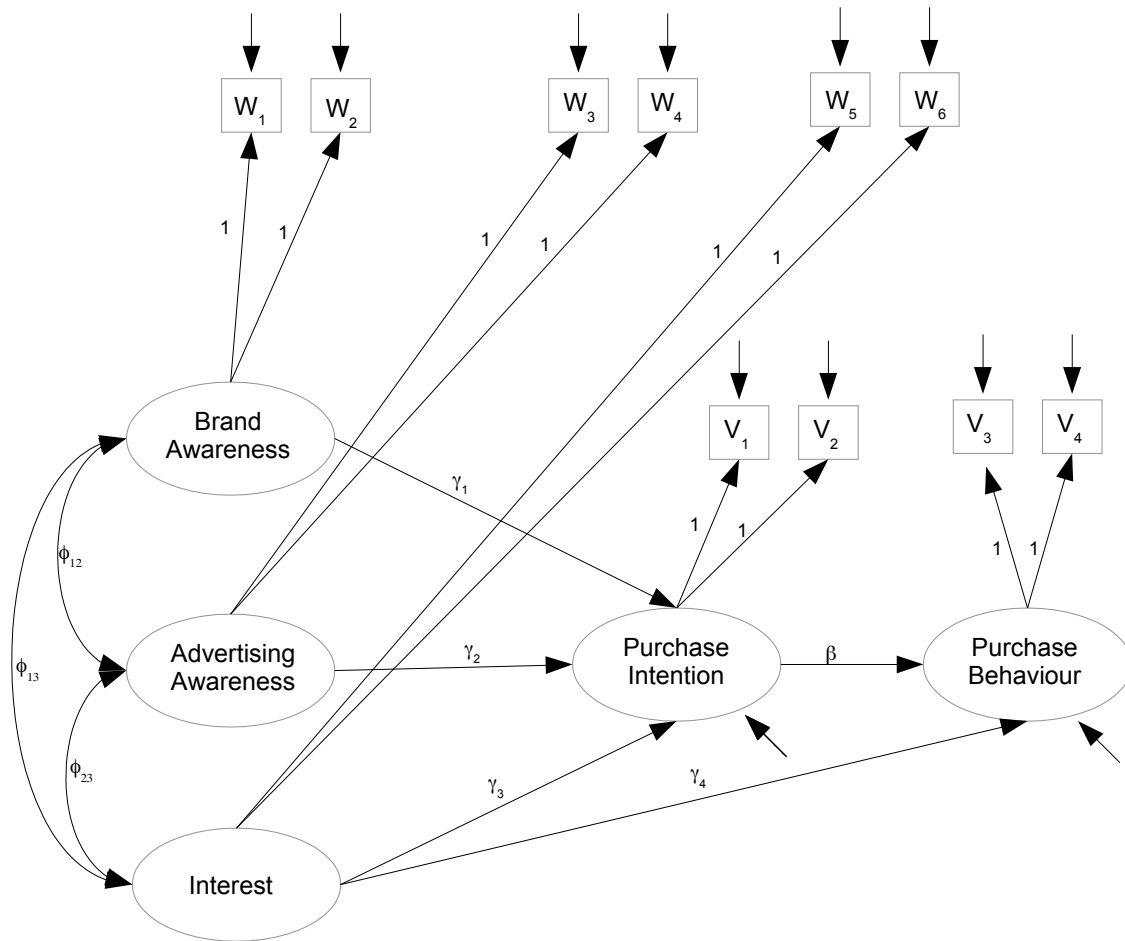 W₁ W₂ W₃ W₄ W₅ W₆
1 1 1 1 1 1
Brand
Awareness
V₁ V₂ V₃ V₄
γ₁
1 1 1 1
ϕ₁₂
Advertising
Awareness
γ₂
Purchase
Intention
β
Purchase
Behaviour
ϕ₁₃
ϕ₂₃
γ₃
γ₄
Interest